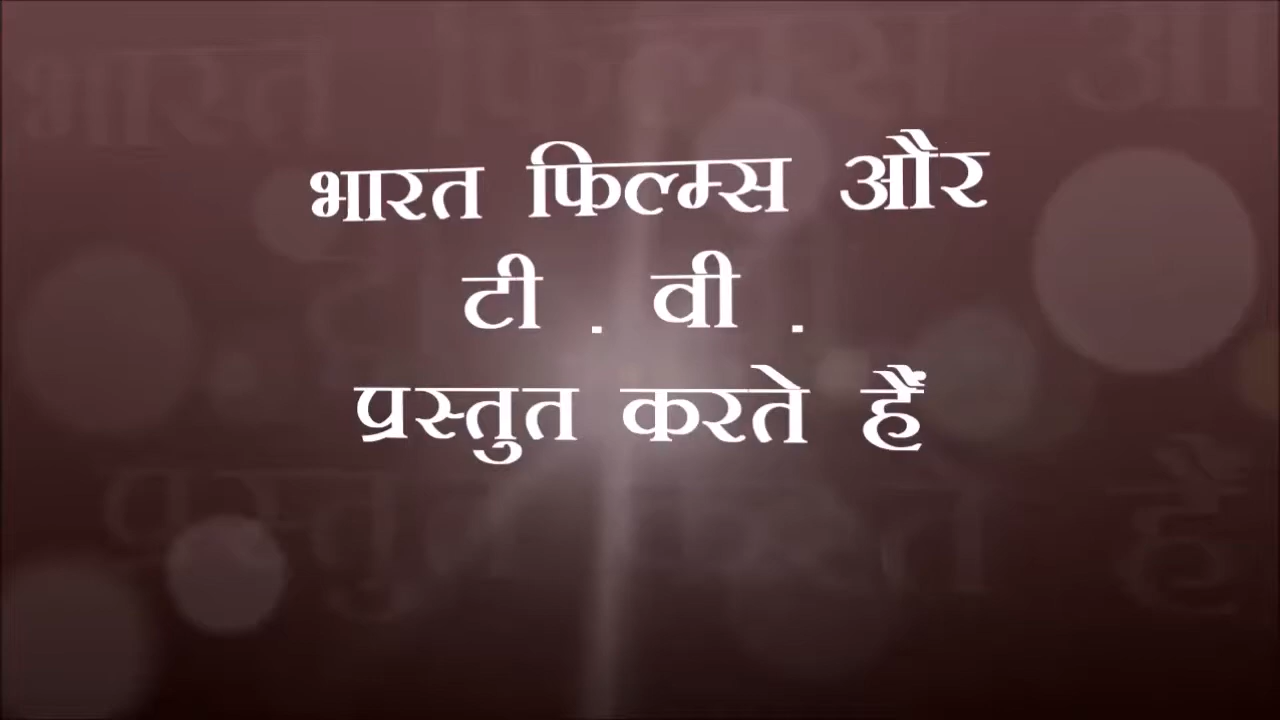 भारत फिल्म्स और
टी . वी .
प्रस्तुत करते हैं